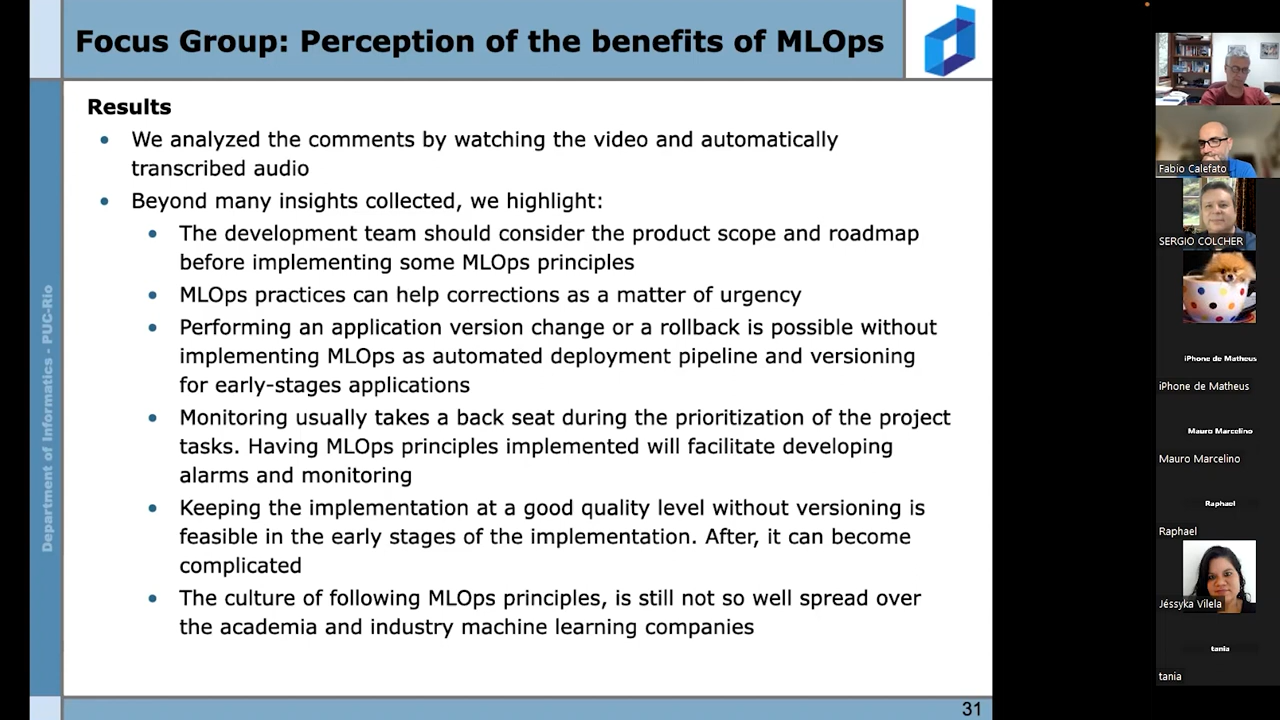 Focus Group: Perception of the benefits of MLOps
Results
• We analyzed the comments by watching the video and automatically
transcribed audio
• Beyond many insights collected, we highlight:
• The development team should consider the product scope and roadmap
before implementing some MLOps principles
• MLOps practices can help corrections as a matter of urgency
• Performing an application version change or a rollback is possible without
implementing MLOps as automated deployment pipeline and versioning
for early-stages applications
• Monitoring usually takes a back seat during the prioritization of the project
tasks. Having MLOps principles implemented will facilitate developing
alarms and monitoring
• Keeping the implementation at a good quality level without versioning is
feasible in the early stages of the implementation. After, it can become
complicated
• The culture of following MLOps principles, is still not so well spread over
the academia and industry machine learning companies
Department of Informatics - PUC-Rio
31
Fabio Calefato
SERGIO COLCHER
iPhone de Matheus
iPhone de Matheus
Mauro Marcelino
Mauro Marcelino
Raphael
Raphael
Jéssyka Vilela
tania
tania